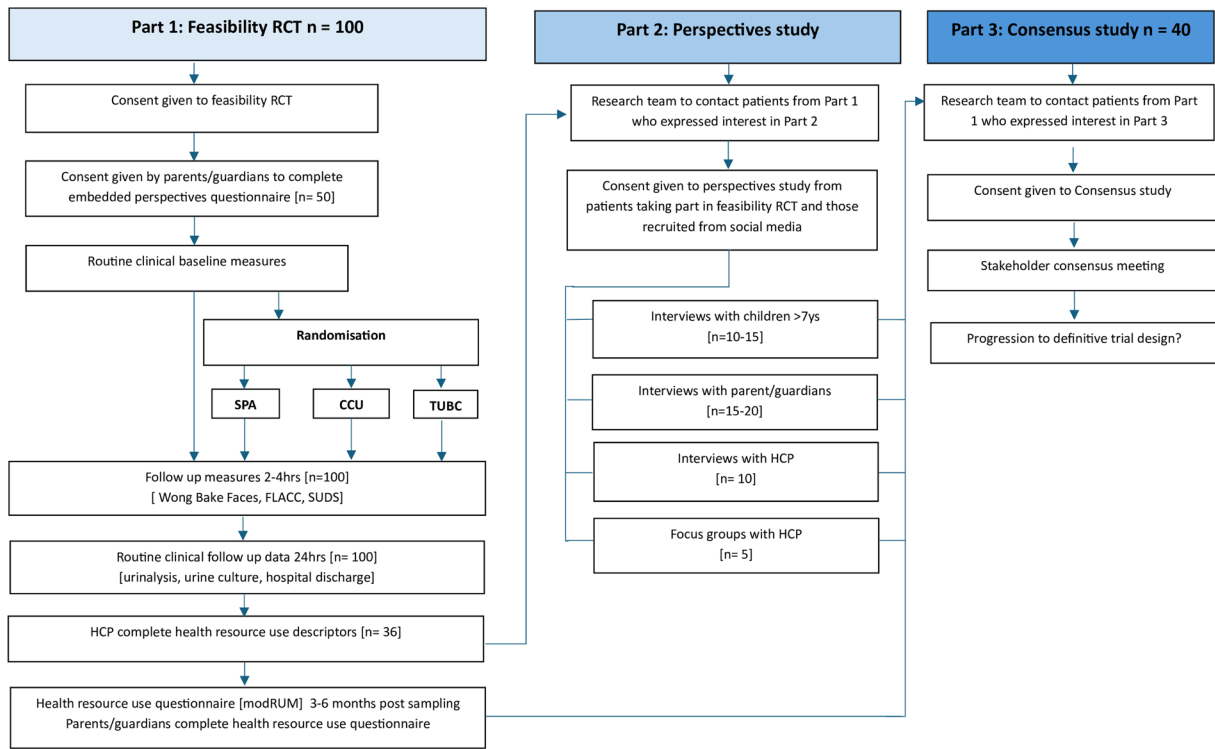 Part 1: Feasibility RCT n = 100
Consent given to feasibility RCT
Consent given by parents/guardians to complete
embedded perspectives questionnaire [n= 50]
Routine clinical baseline measures
Randomisation
SPA
CCU
TUBC
Follow up measures 2-4hrs [n=100]
[ Wong Bake Faces, FLACC, SUDS]
Routine clinical follow up data 24hrs [n= 100]
[urinalysis, urine culture, hospital discharge]
HCP complete health resource use descriptors [n= 36]
Health resource use questionnaire [modRUM] 3-6 months post sampling
Parents/guardians complete health resource use questionnaire
Part 2: Perspectives study
Research team to contact patients from Part 1
who expressed interest in Part 2
Consent given to perspectives study from
patients taking part in feasibility RCT and those
recruited from social media
Interviews with children >7ys
[n=10-15]
Interviews with parent/guardians
[n=15-20]
Interviews with HCP
[n= 10]
Focus groups with HCP
[n= 5]
Part 3: Consensus study n = 40
Research team to contact patients from Part
1 who expressed interest in Part 3
Consent given to Consensus study
Stakeholder consensus meeting
Progression to definitive trial design?